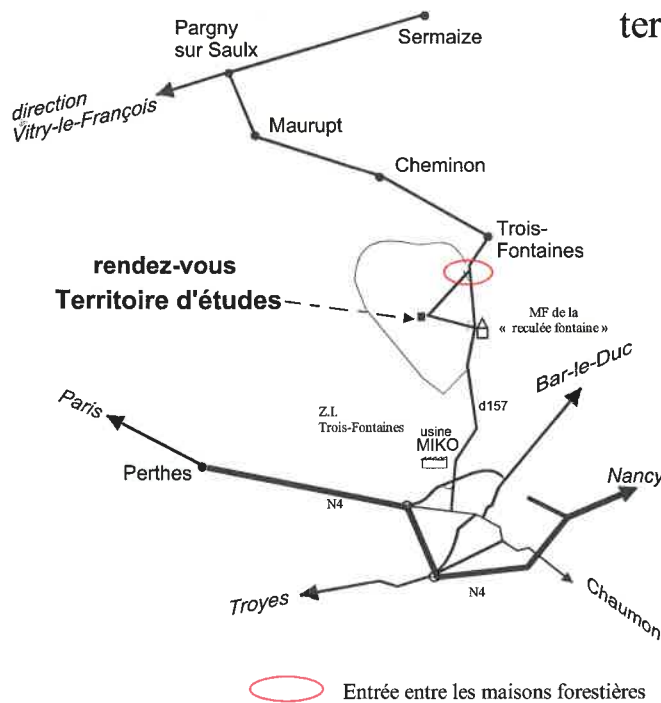 ter
Pargny
sur Saulx
Sermaize
direction
Vitry-le-François
Maurupt
Cheminon
Trois-
Fontaines
rendez-vous
Territoire d'études
MF de la
« reculée fontaine »
Bar-le-Duc
Paris
d157
Z.I.
Trois-Fontaines
usine
MIKO
Perthes
Nancy
N4
Troyes
N4
Chaumon
Entrée entre les maisons forestières